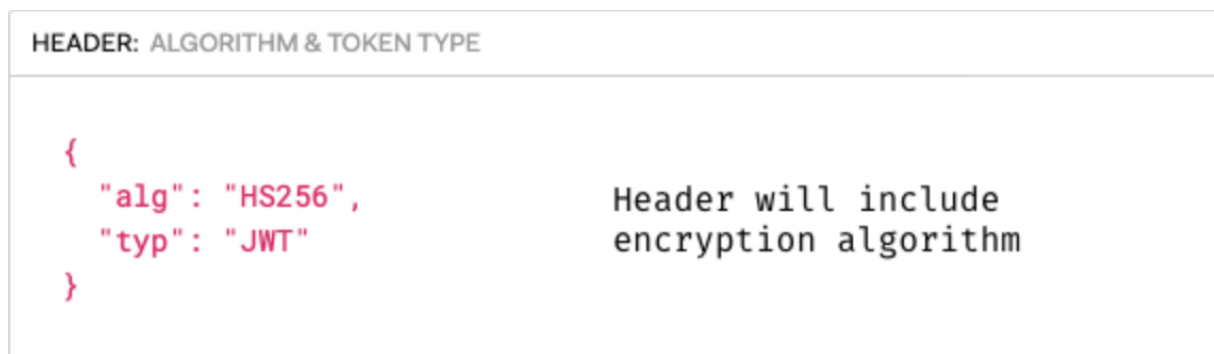 HEADER: ALGORITHM & TOKEN TYPE
{
"alg": "HS256", Header will include
"typ": "JWT" encryption algorithm
}